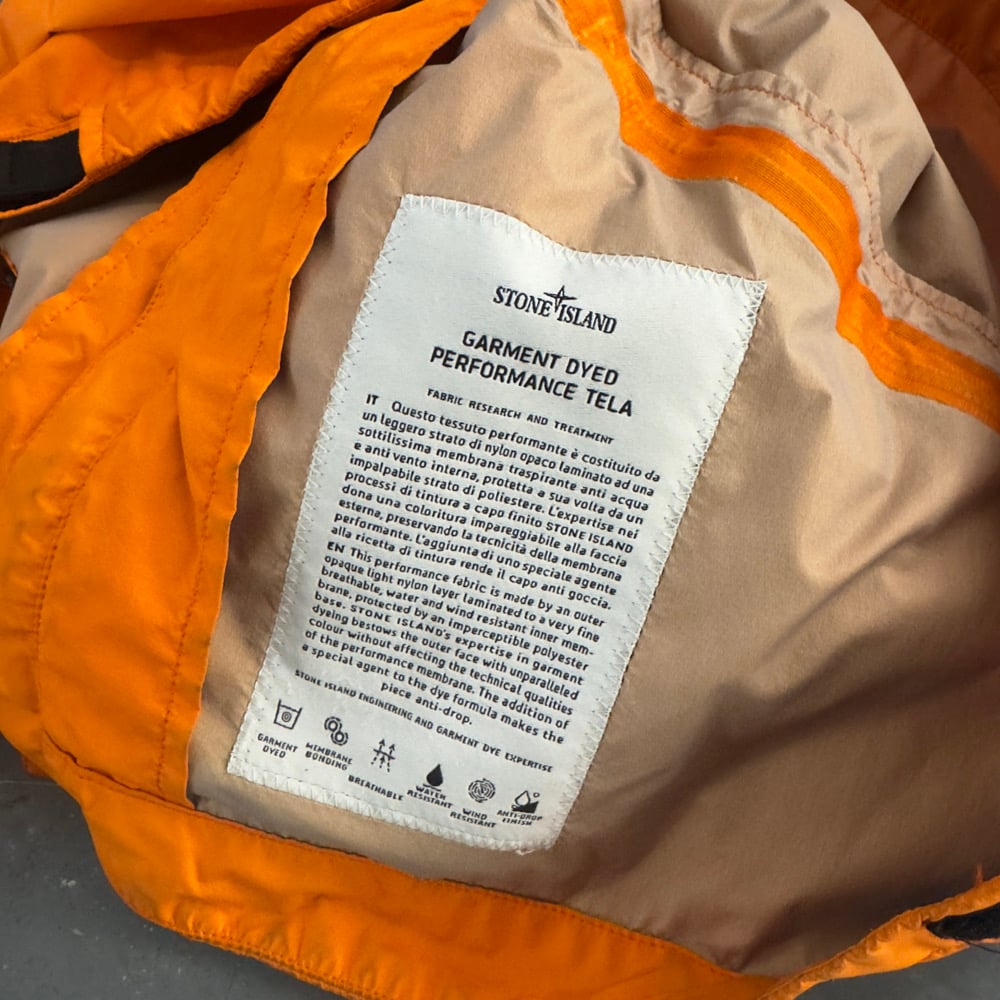 STONE ISLAND
GARMENT DYED
PERFORMANCE TELA
FABRIC RESEARCH AND TREATMENT
IT Questo tessuto performante è costituito da
un leggero strato di nylon opaco laminato ad una
sottilissima membrana traspirante anti acqua
e anti vento interna, protetta a sua volta da un
impalpabile strato di poliestere. L'expertise nei
processi di tintura a capo finito STONE ISLAND
dona una coloritura impareggiabile alla faccia
esterna, preservando la tecnicità della membrana
performante. L'aggiunta di uno speciale agente
alla ricetta di tintura rende il capo anti goccia.
EN This performance fabric is made by an outer
opaque light nylon layer laminated to a very fine
breathable, water and wind resistant inner mem-
brane, protected by an imperceptible polyester
base. STONE ISLAND's expertise in garment
dyeing bestows the outer face with unparalleled
colour without affecting the technical qualities
of the performance membrane. The addition of
a special agent to the dye formula makes the
piece anti-drop.
STONE ISLAND ENGINEERING AND GARMENT DYE EXPERTISE
GARMENT
DYED
MEMBRANE
BONDING
BREATHABLE
WATER
RESISTANT
WIND
RESISTANT
ANTI-DROP
FINISH